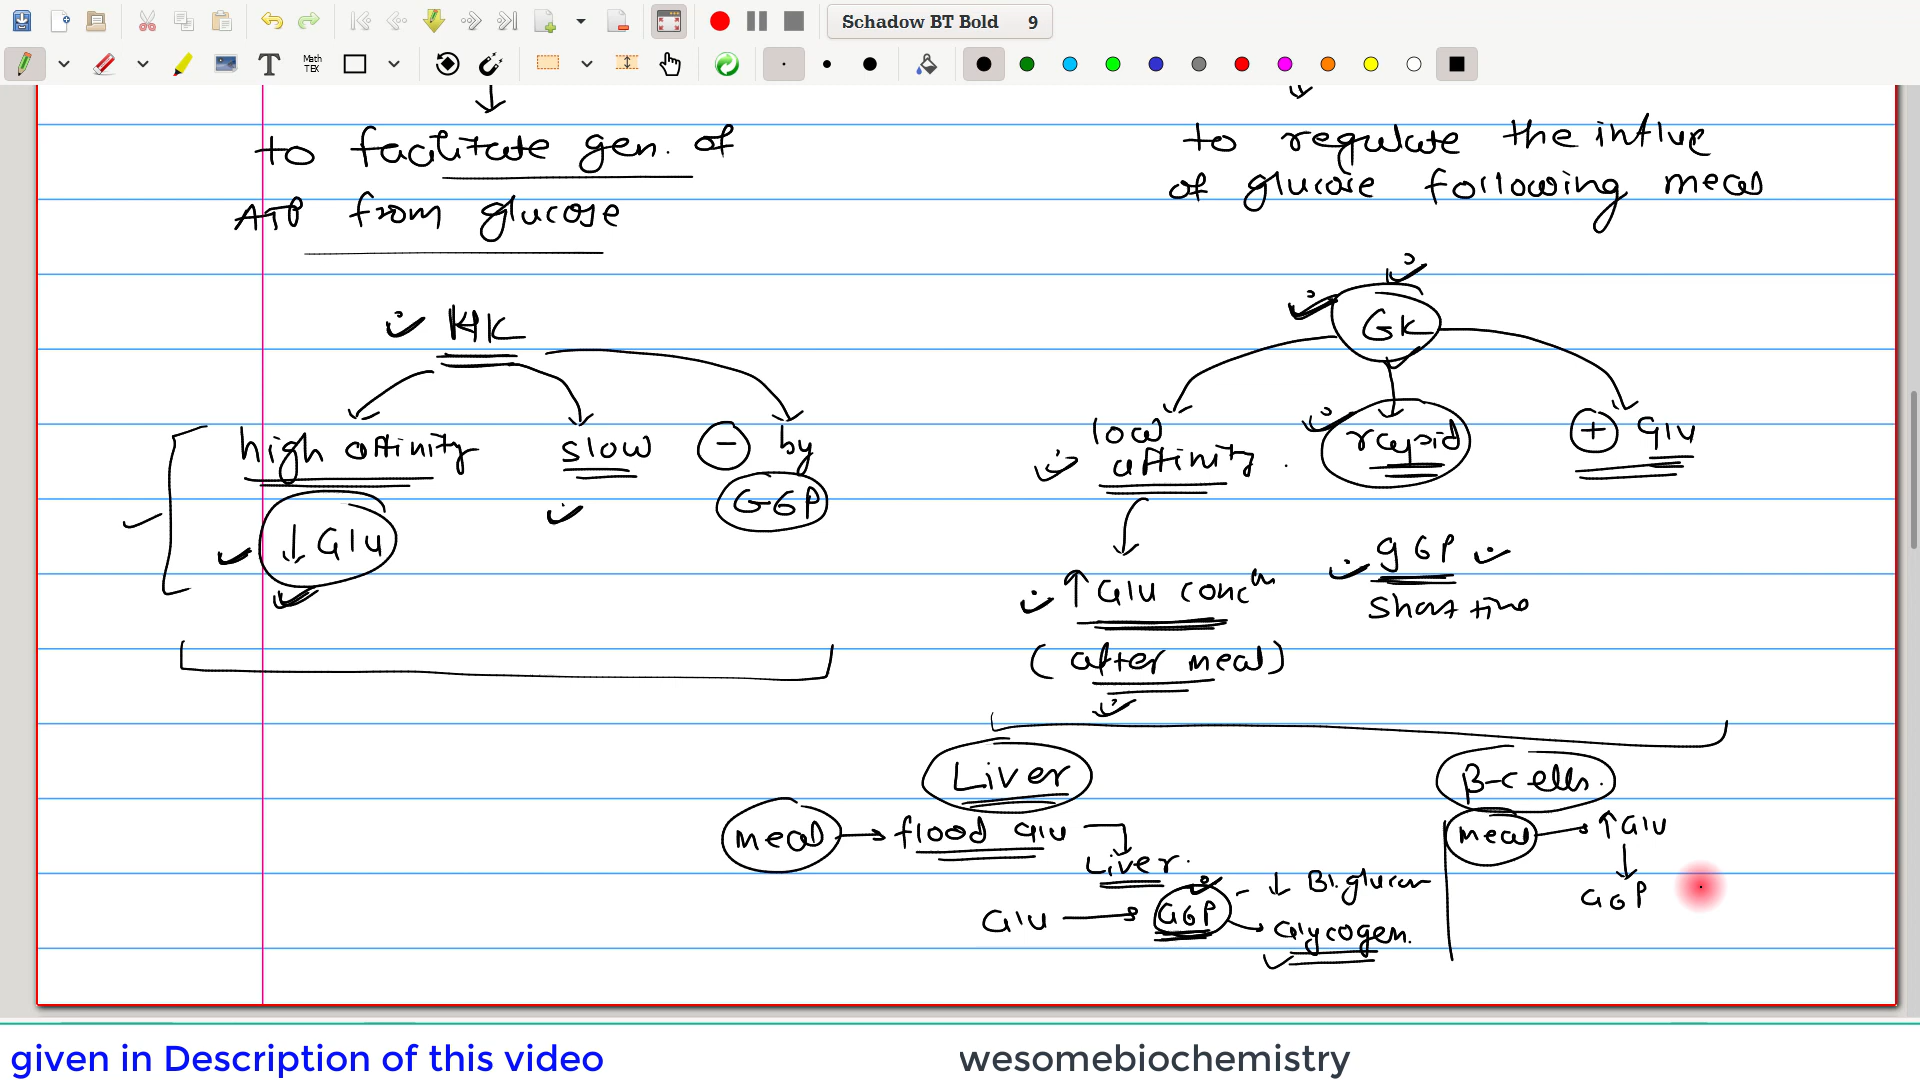 Schadow BT Bold 9
Math
TEX
to facilitate gen. of
ATP from glucose
to regulate the influx
of glucose following meal
HK
high affinity
slow
- by
G6P
↓ Glu
GK
low
affinity
rapid
+ Glu
↑ Glu concn
(after meal)
g6P
Short time
Liver
meal → flood Glu
Liver.
Glu → G6P
↓ Bl. glucose
Glycogen.
β-cells.
meal → ↑ Glu
↓
G6P
given in Description of this video
wesomebiochemistry